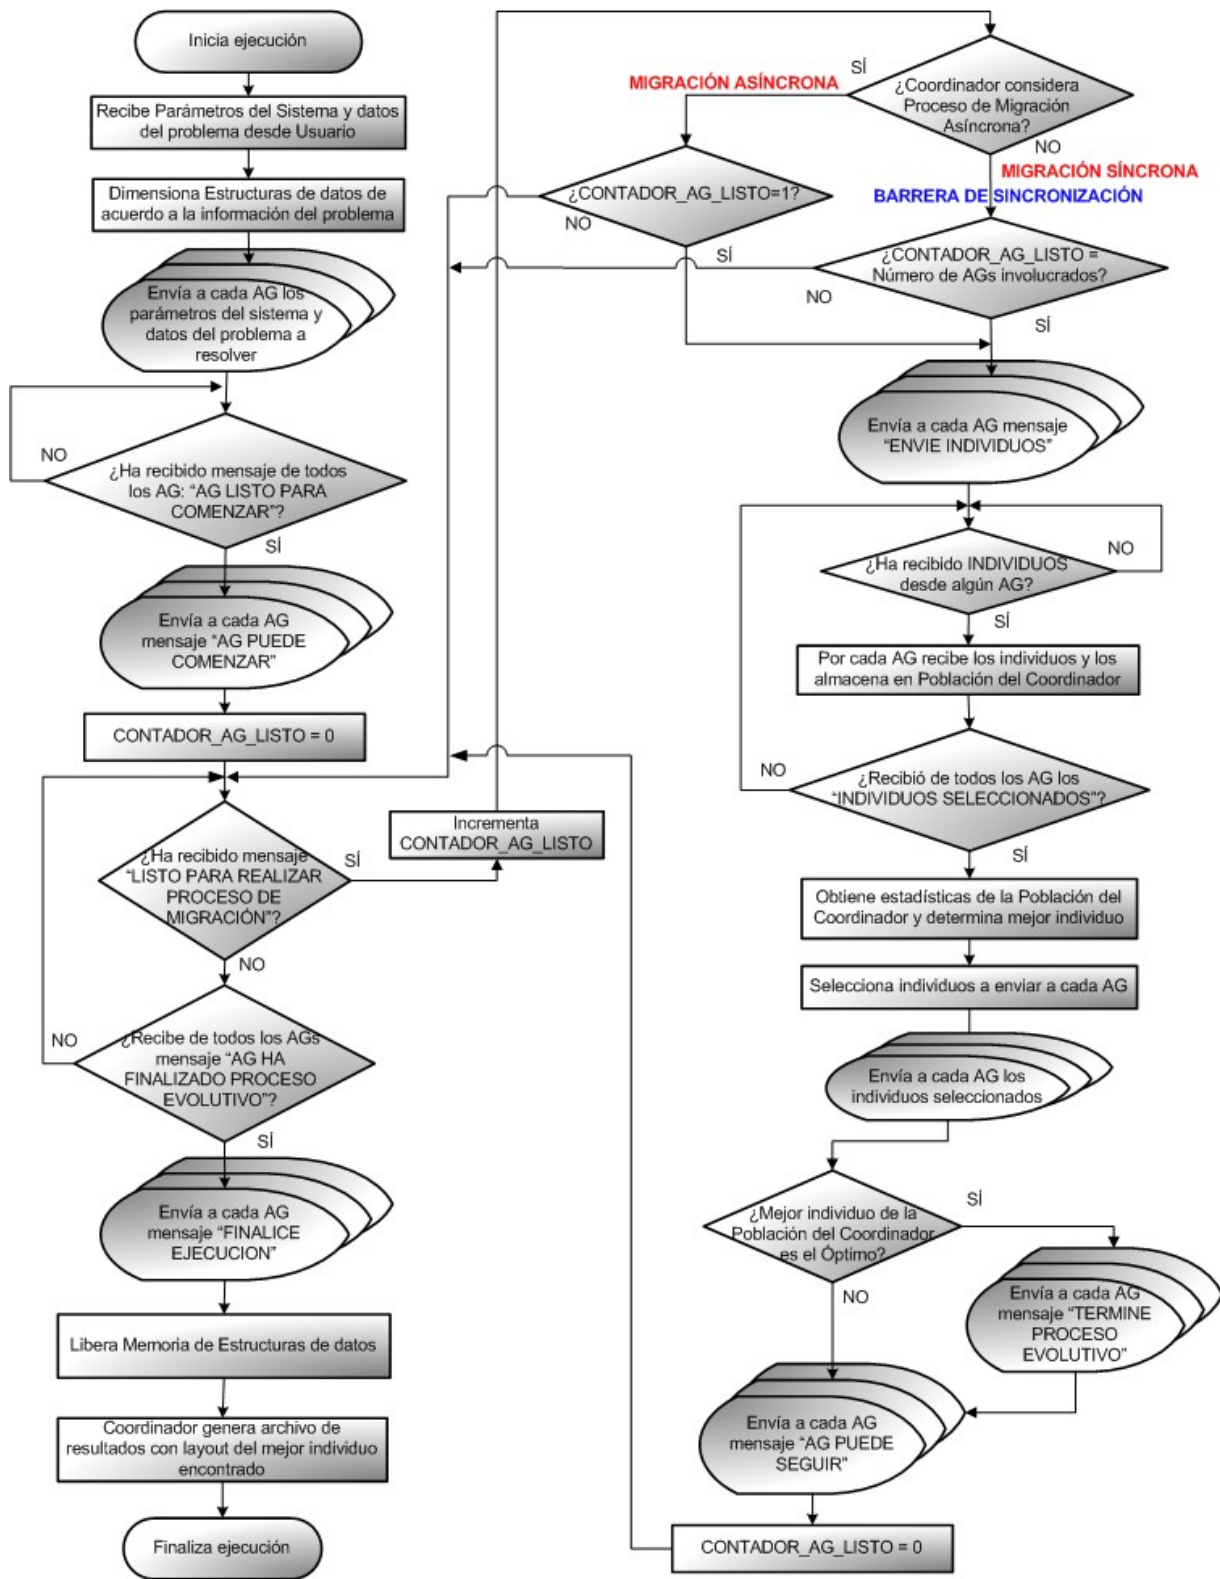 Inicia ejecución
Recibe Parámetros del Sistema y datos
del problema desde Usuario
Dimensiona Estructuras de datos de
acuerdo a la información del problema
Envía a cada AG los
parámetros del sistema y
datos del problema a
resolver
NO
¿Ha recibido mensaje de todos
los AG: “AG LISTO PARA
COMENZAR”?
SÍ
Envía a cada AG
mensaje “AG PUEDE
COMENZAR”
CONTADOR_AG_LISTO = 0
¿Ha recibido mensaje
“LISTO PARA REALIZAR
PROCESO DE
MIGRACIÓN”?
SÍ
Incrementa
CONTADOR_AG_LISTO
NO
NO
¿Recibe de todos los AGs
mensaje “AG HA
FINALIZADO PROCESO
EVOLUTIVO”?
SÍ
Envía a cada AG
mensaje “FINALICE
EJECUCION”
Libera Memoria de Estructuras de datos
Coordinador genera archivo de
resultados con layout del mejor individuo
encontrado
Finaliza ejecución
SÍ
MIGRACIÓN ASÍNCRONA
¿Coordinador considera
Proceso de Migración
Asíncrona?
NO
MIGRACIÓN SÍNCRONA
BARRERA DE SINCRONIZACIÓN
¿CONTADOR_AG_LISTO=1?
NO
SÍ
¿CONTADOR_AG_LISTO =
Número de AGs involucrados?
NO
SÍ
Envía a cada AG mensaje
“ENVIE INDIVIDUOS”
¿Ha recibido INDIVIDUOS
desde algún AG?
NO
SÍ
Por cada AG recibe los individuos y los
almacena en Población del Coordinador
NO
¿Recibió de todos los AG los
“INDIVIDUOS SELECCIONADOS”?
SÍ
Obtiene estadísticas de la Población del
Coordinador y determina mejor individuo
Selecciona individuos a enviar a cada AG
Envía a cada AG los
individuos seleccionados
¿Mejor individuo de la
Población del Coordinador
es el Óptimo?
SÍ
NO
Envía a cada AG
mensaje “TERMINE
PROCESO
EVOLUTIVO”
Envía a cada AG
mensaje “AG PUEDE
SEGUIR”
CONTADOR_AG_LISTO = 0